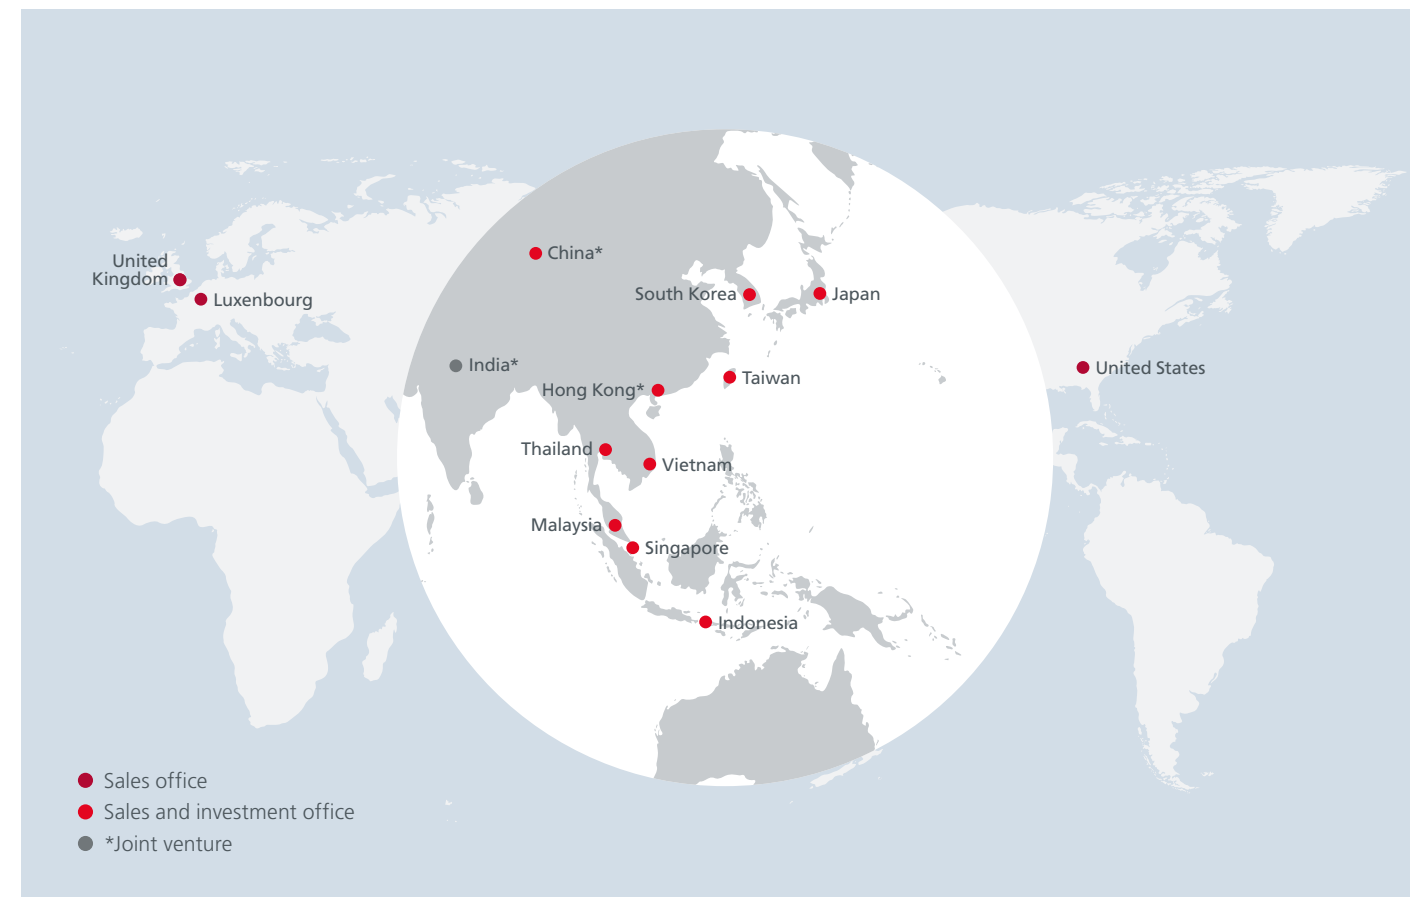 United
Kingdom
Luxenbourg
China*
South Korea
Japan
India*
Hong Kong*
Taiwan
United States
Thailand
Vietnam
Malaysia
Singapore
Indonesia
Sales office
Sales and investment office
*Joint venture